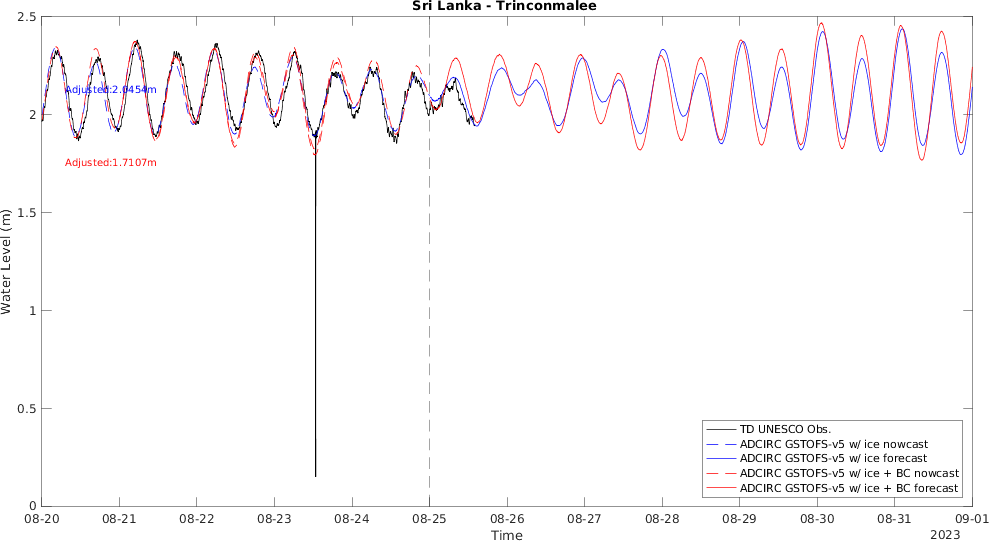 Sri Lanka - Trinconmalee
2.5
2
1.5
1
0.5
0
Water Level (m)
Adjusted:2.0454m
Adjusted:1.7107m
TD UNESCO Obs.
ADCIRC GSTOFS-v5 w/ ice nowcast
ADCIRC GSTOFS-v5 w/ ice forecast
ADCIRC GSTOFS-v5 w/ ice + BC nowcast
ADCIRC GSTOFS-v5 w/ ice + BC forecast
08-20 08-21 08-22 08-23 08-24 08-25 08-26 08-27 08-28 08-29 08-30 08-31 09-01
Time
2023